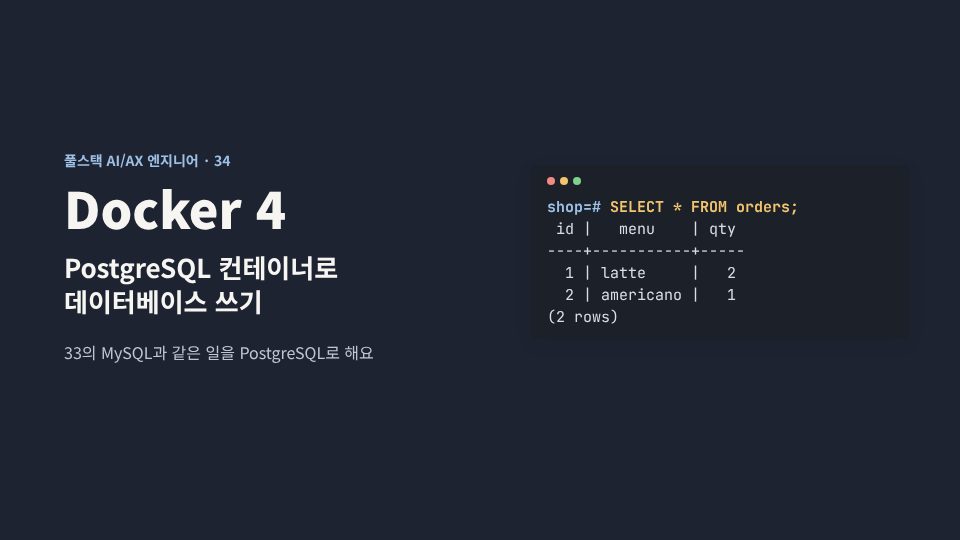 풀스택 AI/AX 엔지니어 · 34
Docker 4
PostgreSQL 컨테이너로
데이터베이스 쓰기
33의 MySQL과 같은 일을 PostgreSQL로 해요
shop=# SELECT * FROM orders;
 id |   menu    | qty
----+-----------+-----
  1 | latte     |   2
  2 | americano |   1
(2 rows)